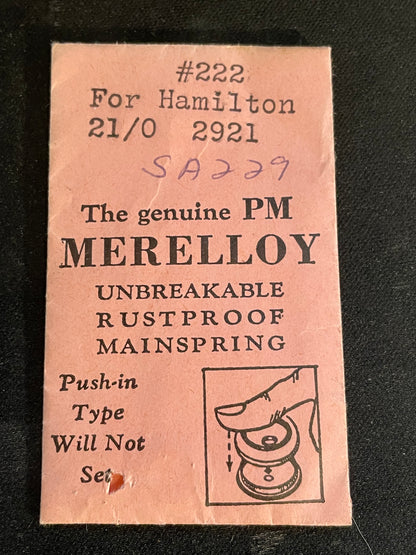 #222
For Hamilton
21/0 2921
SA229
The genuine PM
MERELLOY
UNBREAKABLE
RUSTPROOF
MAINSPRING
Push-in
Type
Will Not
Set